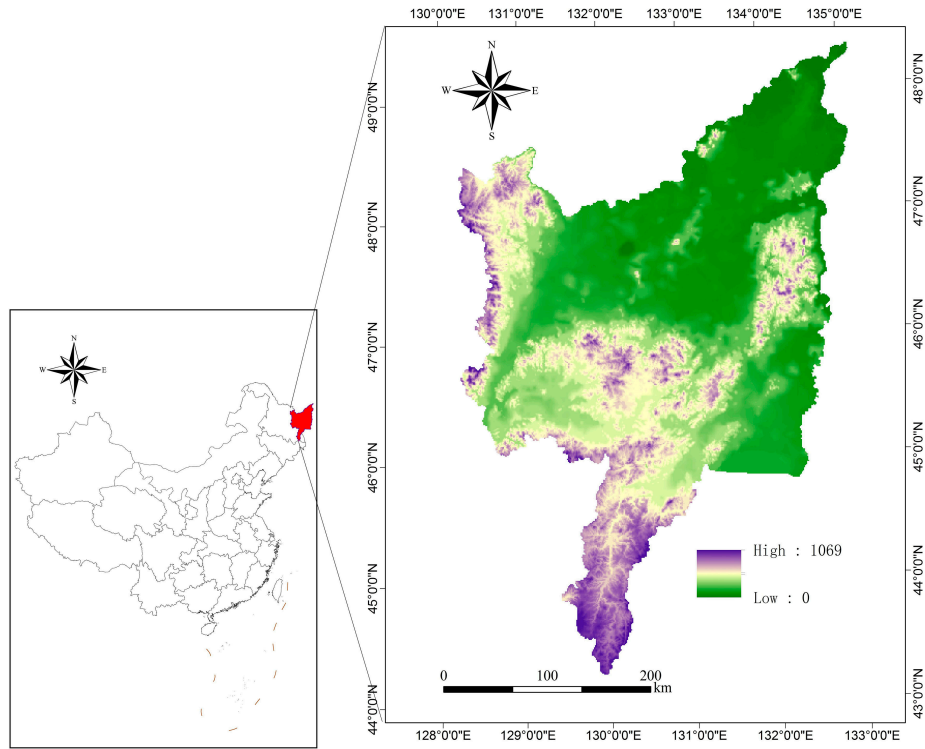 130°0'0"E 131°0'0"E 132°0'0"E 133°0'0"E 134°0'0"E 135°0'0"E
N
W E
S
49°0'0"N
48°0'0"N
47°0'0"N
46°0'0"N
45°0'0"N
44°0'0"N
48°0'0"N
47°0'0"N
46°0'0"N
45°0'0"N
44°0'0"N
43°0'0"N
N
W E
S
High : 1069
Low : 0
0 100 200
km
128°0'0"E 129°0'0"E 130°0'0"E 131°0'0"E 132°0'0"E 133°0'0"E